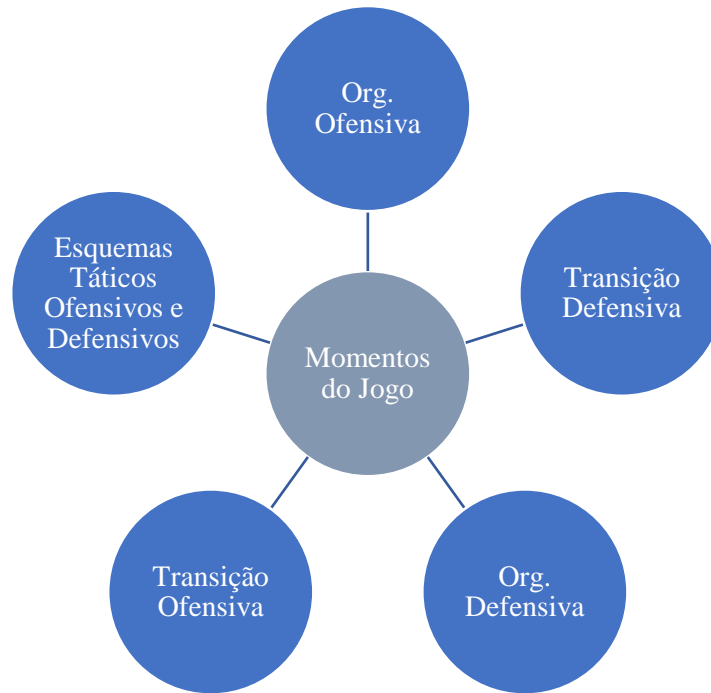 Org.
Ofensiva
Esquemas
Táticos
Ofensivos e
Defensivos
Transição
Defensiva
Momentos
do Jogo
Transição
Ofensiva
Org.
Defensiva